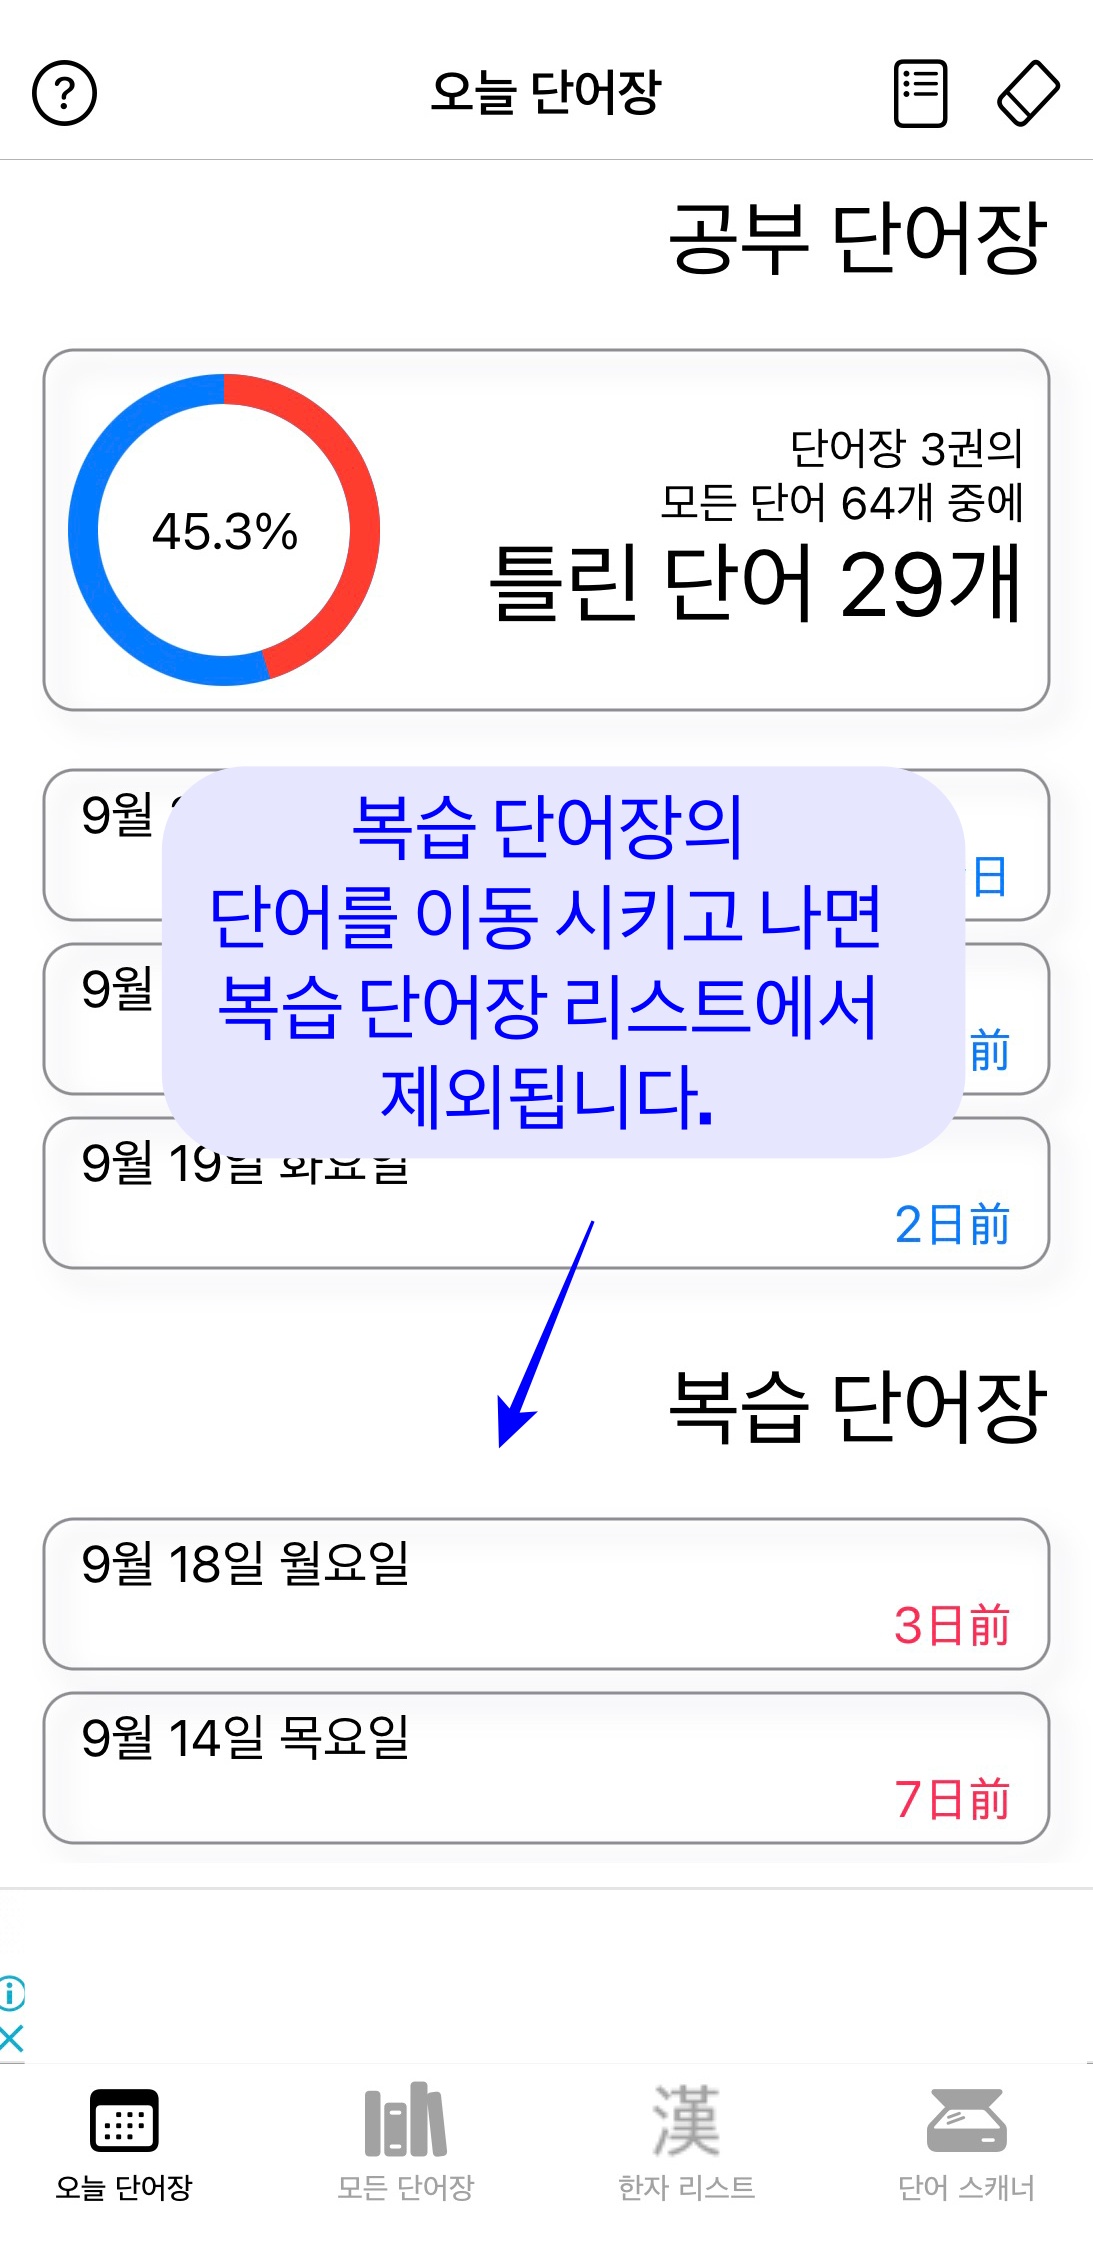 오늘 단어장
공부 단어장
45.3%
단어장 3권의
모든 단어 64개 중에
틀린 단어 29개
9월
日
복습 단어장의
단어를 이동 시키고 나면
복습 단어장 리스트에서
제외됩니다.
9월
前
9월 19일 화요일
2日前
복습 단어장
9월 18일 월요일
3日前
9월 14일 목요일
7日前
오늘 단어장
모든 단어장
漢
한자 리스트
단어 스캐너